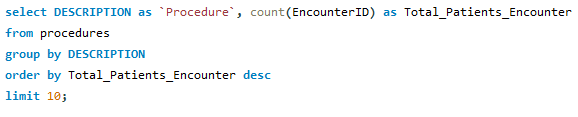 select DESCRIPTION as `Procedure`, count(EncounterID) as Total_Patients_Encounter
from procedures
group by DESCRIPTION
order by Total_Patients_Encounter desc
limit 10;